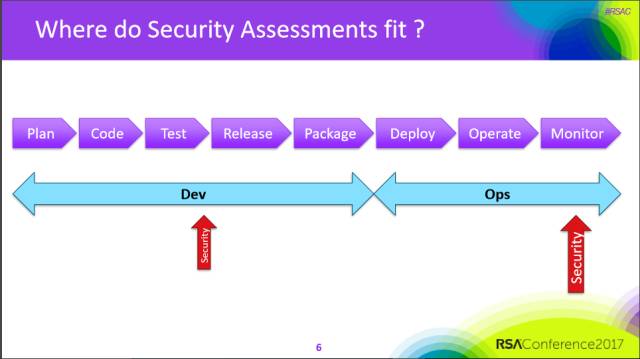 #RSAC
Where do Security Assessments fit ?
Plan
Code
Test
Release
Package
Deploy
Operate
Monitor
Dev
Ops
Security
Security
6
RSAConference2017